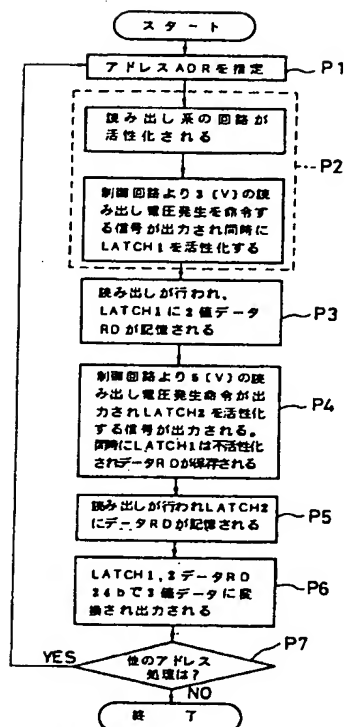 スタート
アドレスADRを指定
P1
読み出し系の回路が
活性化される
制御回路より3(V)の読
み出し電圧発生を命令す
る信号が出力され同時に
LATCH1を活性化する
P2
読み出しが行われ、
LATCH1に2値データ
RDが記憶される
P3
制御回路より5(V)の読
み出し電圧発生命令が出
力されLATCH2を活性化
する信号が出力される。
同時にLATCH1は不活性化
されデータRDが保存される
P4
読み出しが行われLATCH2
にデータRDが記憶される
P5
LATCH1,2データRD
24bで3値データに変
換され出力される
P6
P7
YES
他のアドレス
処理は?
NO
終了